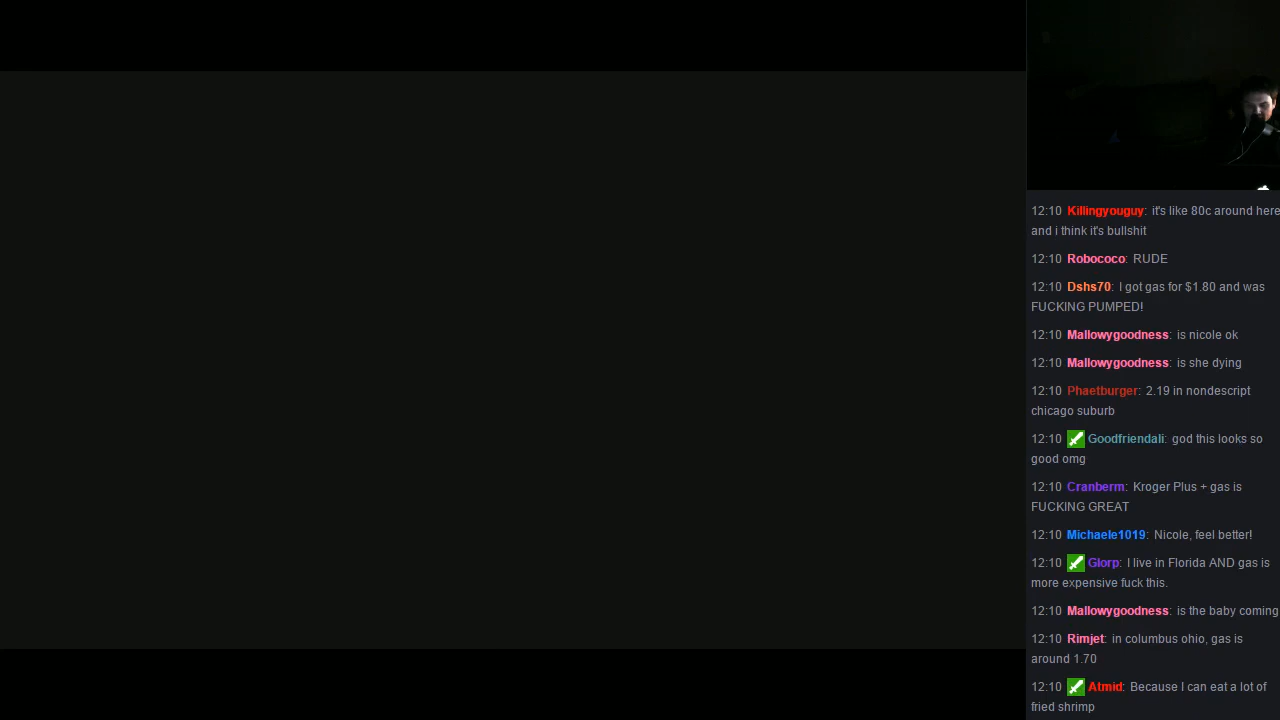 12:10 Killingyouguy: it's like 80c around here
and i think it's bullshit
12:10 Robococo: RUDE
12:10 Dshs70: I got gas for $1.80 and was
FUCKING PUMPED!
12:10 Mallowygoodness: is nicole ok
12:10 Mallowygoodness: is she dying
12:10 Phaetburger: 2.19 in nondescript
chicago suburb
12:10 Goodfriendali: god this looks so
good omg
12:10 Cranberm: Kroger Plus + gas is
FUCKING GREAT
12:10 Michaele1019: Nicole, feel better!
12:10 Glorp: I live in Florida AND gas is
more expensive fuck this.
12:10 Mallowygoodness: is the baby coming
12:10 Rimjet: in columbus ohio, gas is
around 1.70
12:10 Atmid: Because I can eat a lot of
fried shrimp